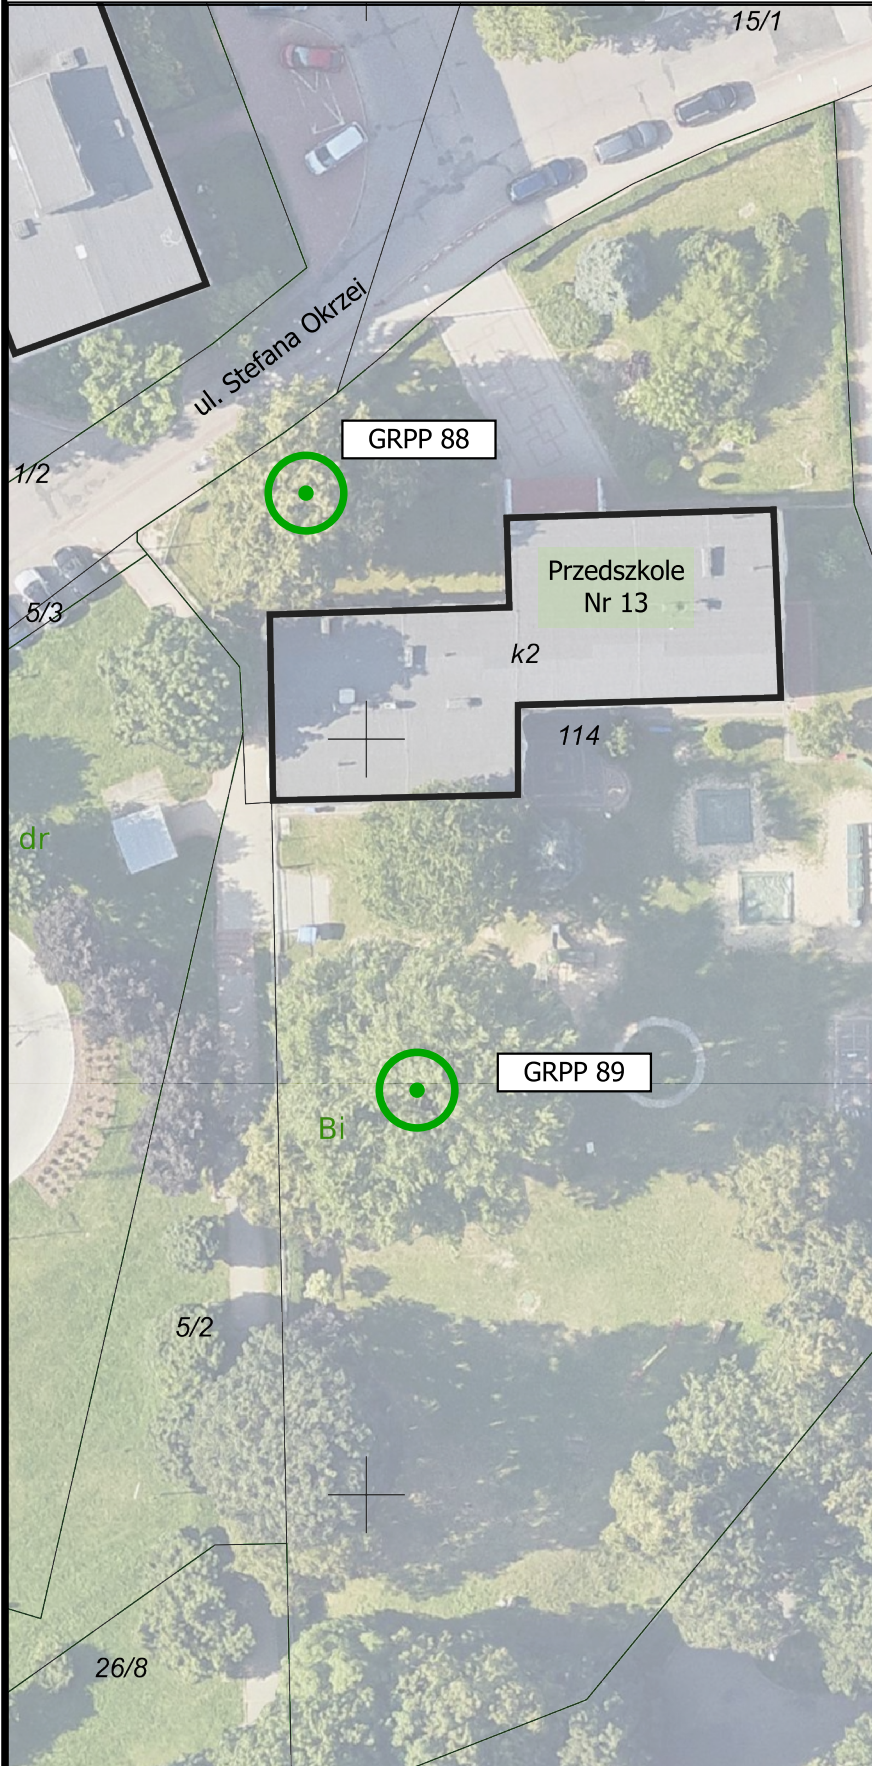 15/1
ul. Stefana Okrzei
GRPP 88
1/2
Przedszkole
Nr 13
5/3
k2
114
dr
GRPP 89
Bi
5/2
26/8